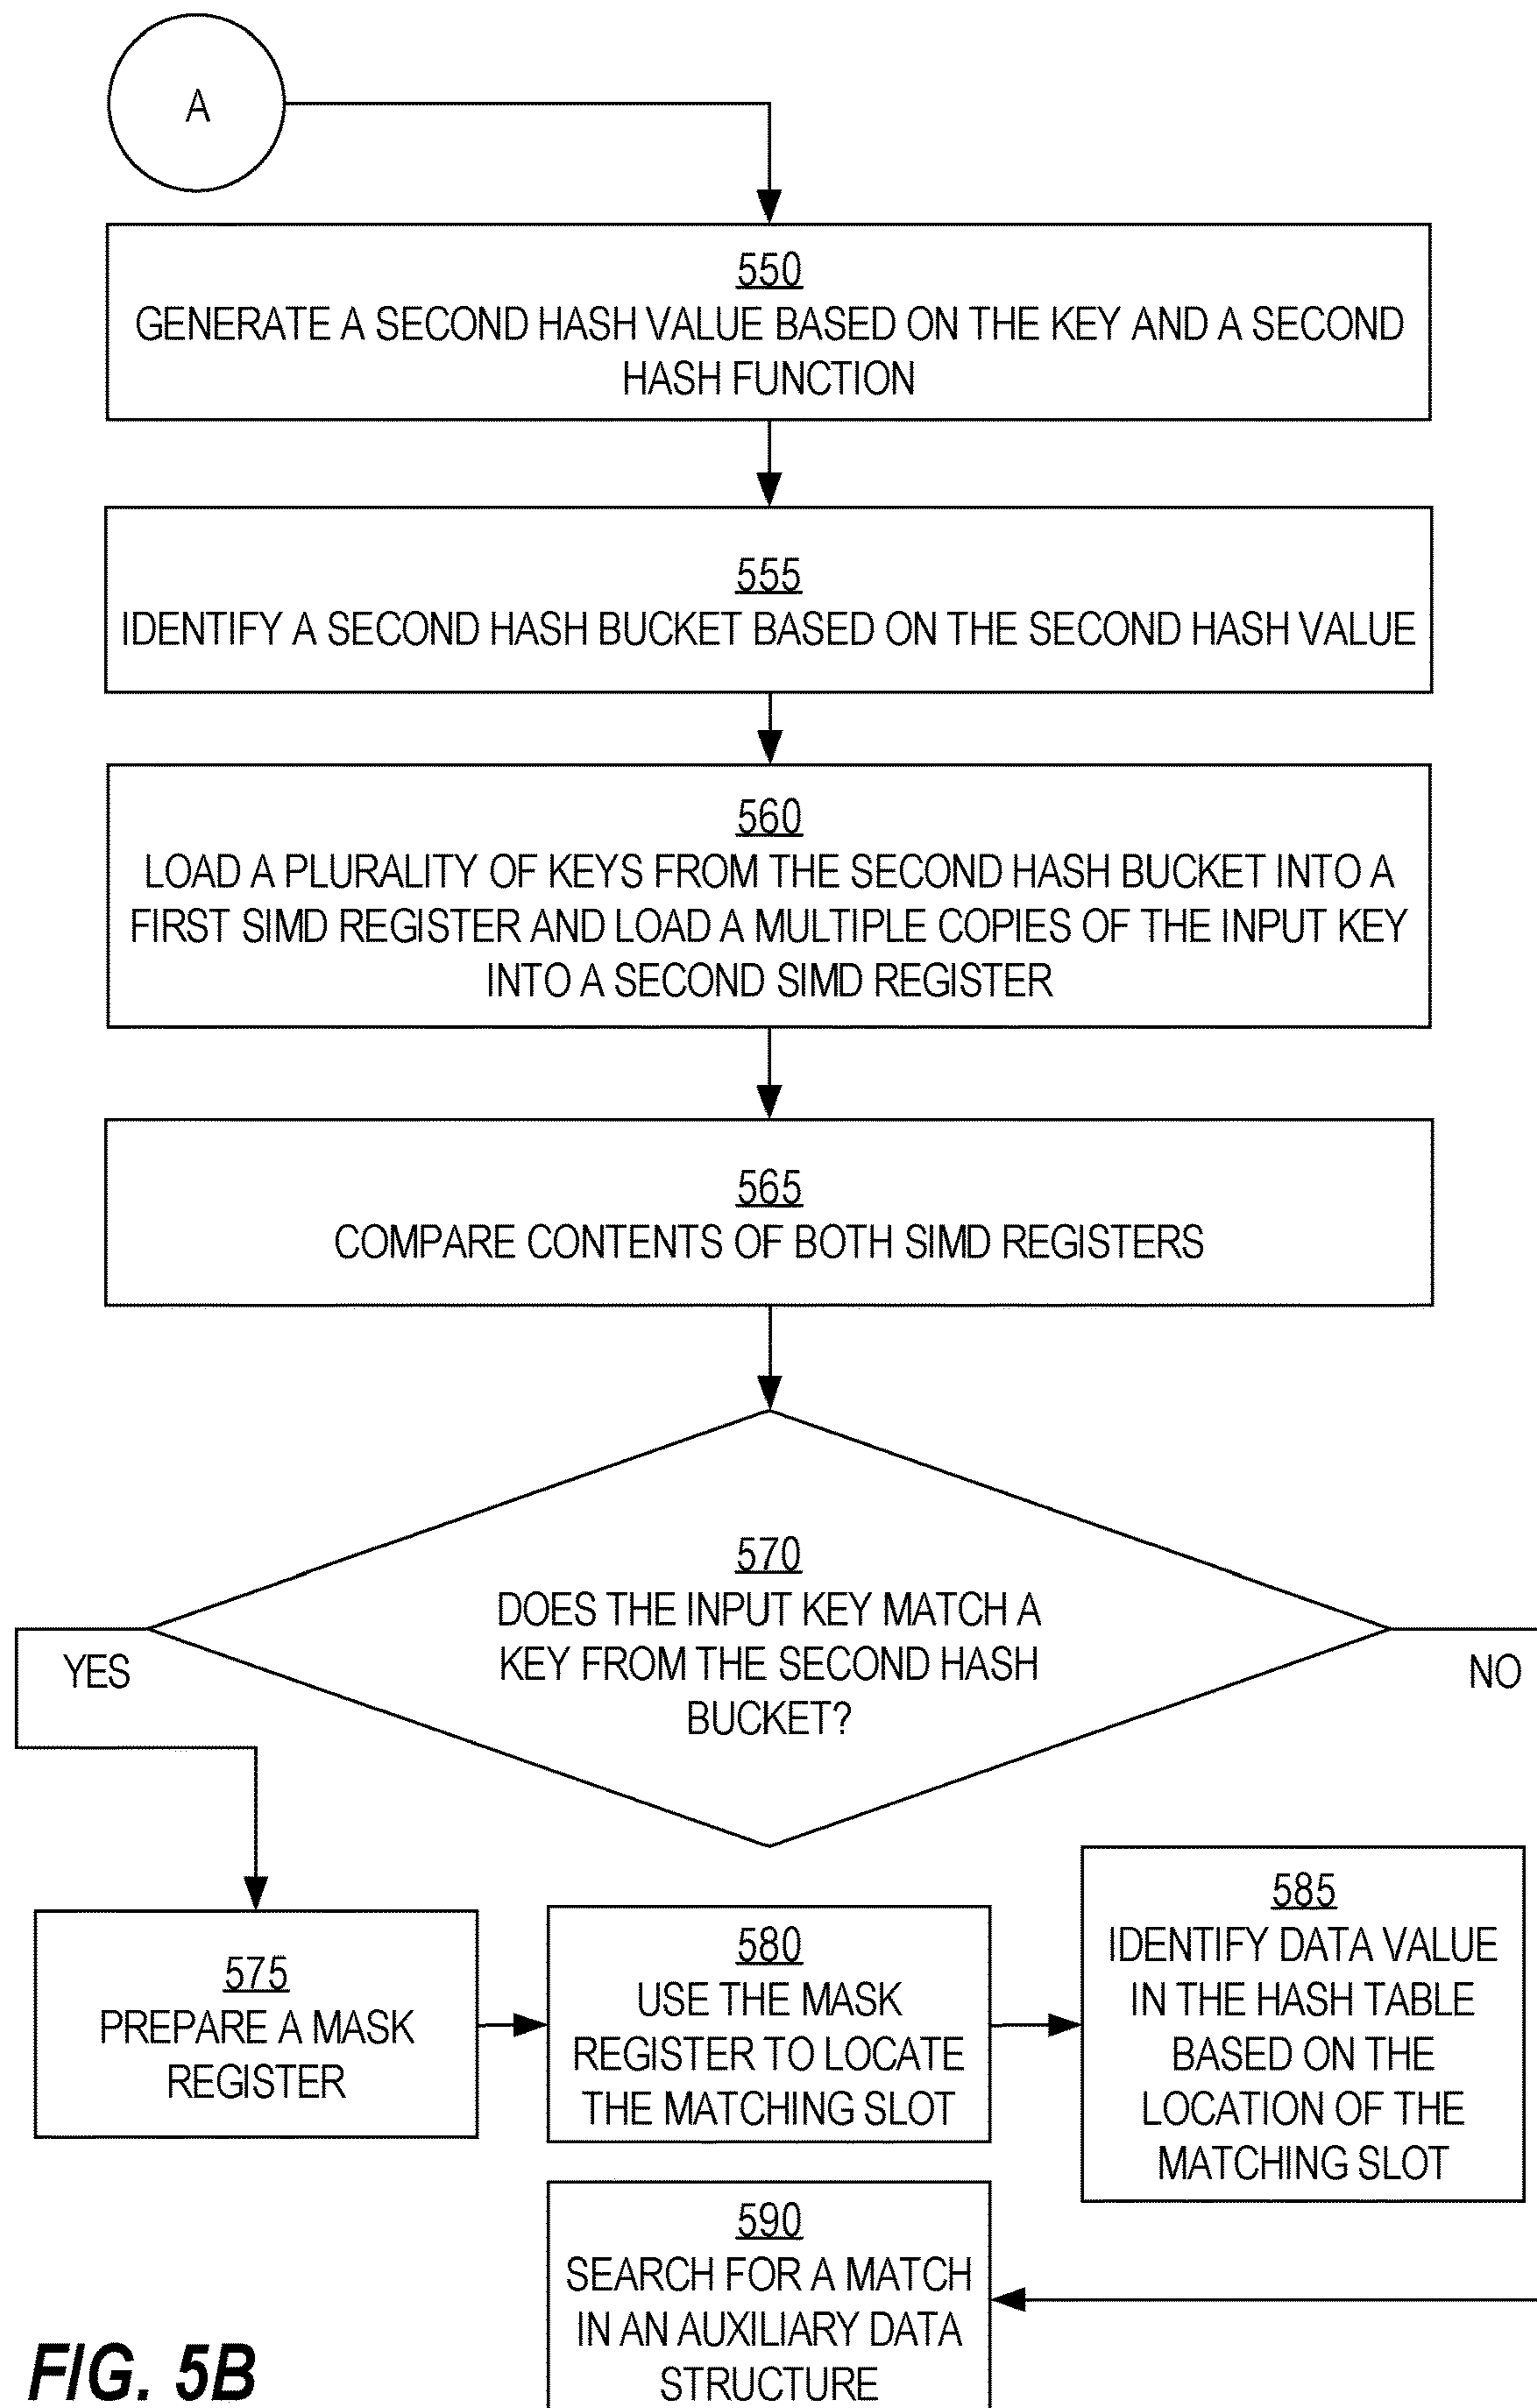 A
550
GENERATE A SECOND HASH VALUE BASED ON THE KEY AND A SECOND
HASH FUNCTION
555
IDENTIFY A SECOND HASH BUCKET BASED ON THE SECOND HASH VALUE
560
LOAD A PLURALITY OF KEYS FROM THE SECOND HASH BUCKET INTO A
FIRST SIMD REGISTER AND LOAD A MULTIPLE COPIES OF THE INPUT KEY
INTO A SECOND SIMD REGISTER
565
COMPARE CONTENTS OF BOTH SIMD REGISTERS
570
DOES THE INPUT KEY MATCH A
KEY FROM THE SECOND HASH
BUCKET?
YES
NO
575
PREPARE A MASK
REGISTER
580
USE THE MASK
REGISTER TO LOCATE
THE MATCHING SLOT
585
IDENTIFY DATA VALUE
IN THE HASH TABLE
BASED ON THE
LOCATION OF THE
MATCHING SLOT
590
SEARCH FOR A MATCH
IN AN AUXILIARY DATA
STRUCTURE
FIG. 5B